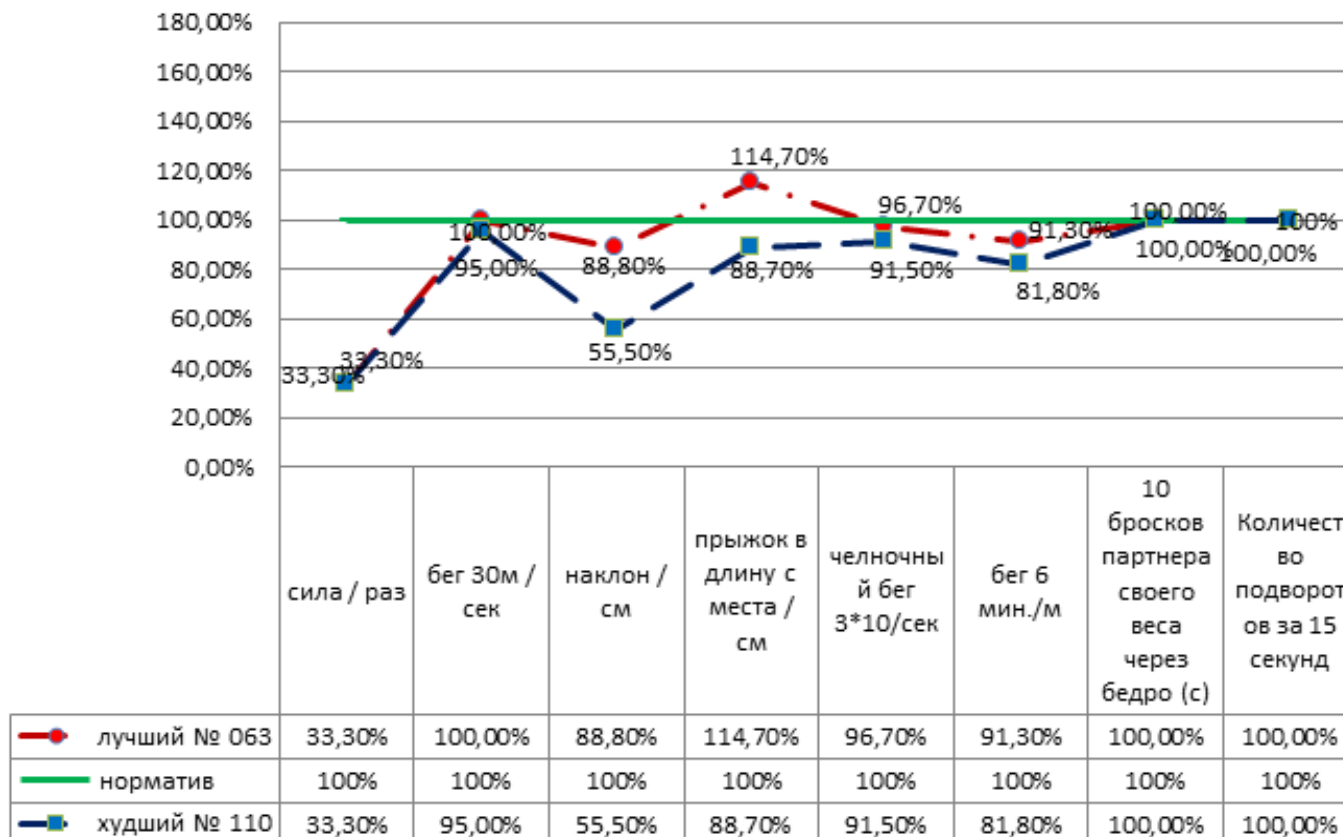 180,00%
160,00%
140,00%
120,00%
100,00%
80,00%
60,00%
40,00%
20,00%
0,00%
114,70%
96,70%
100,00%
100%
100,00%
91,30%
95,00%
88,80%
88,70%
91,50%
100,00%
100,00%
81,80%
55,50%
33,30%
33,30%
сила / раз
бег 30м /
сек
наклон /
см
прыжок в
длину с
места /
см
челночны
й бег
3*10/сек
бег 6
мин./м
10
бросков
партнера
своего
веса
через
бедро (с)
Количест
во
подворот
ов за 15
секунд
лучший № 063 33,30% 100,00% 88,80% 114,70% 96,70% 91,30% 100,00% 100,00%
норматив 100% 100% 100% 100% 100% 100% 100% 100%
худший № 110 33,30% 95,00% 55,50% 88,70% 91,50% 81,80% 100,00% 100,00%